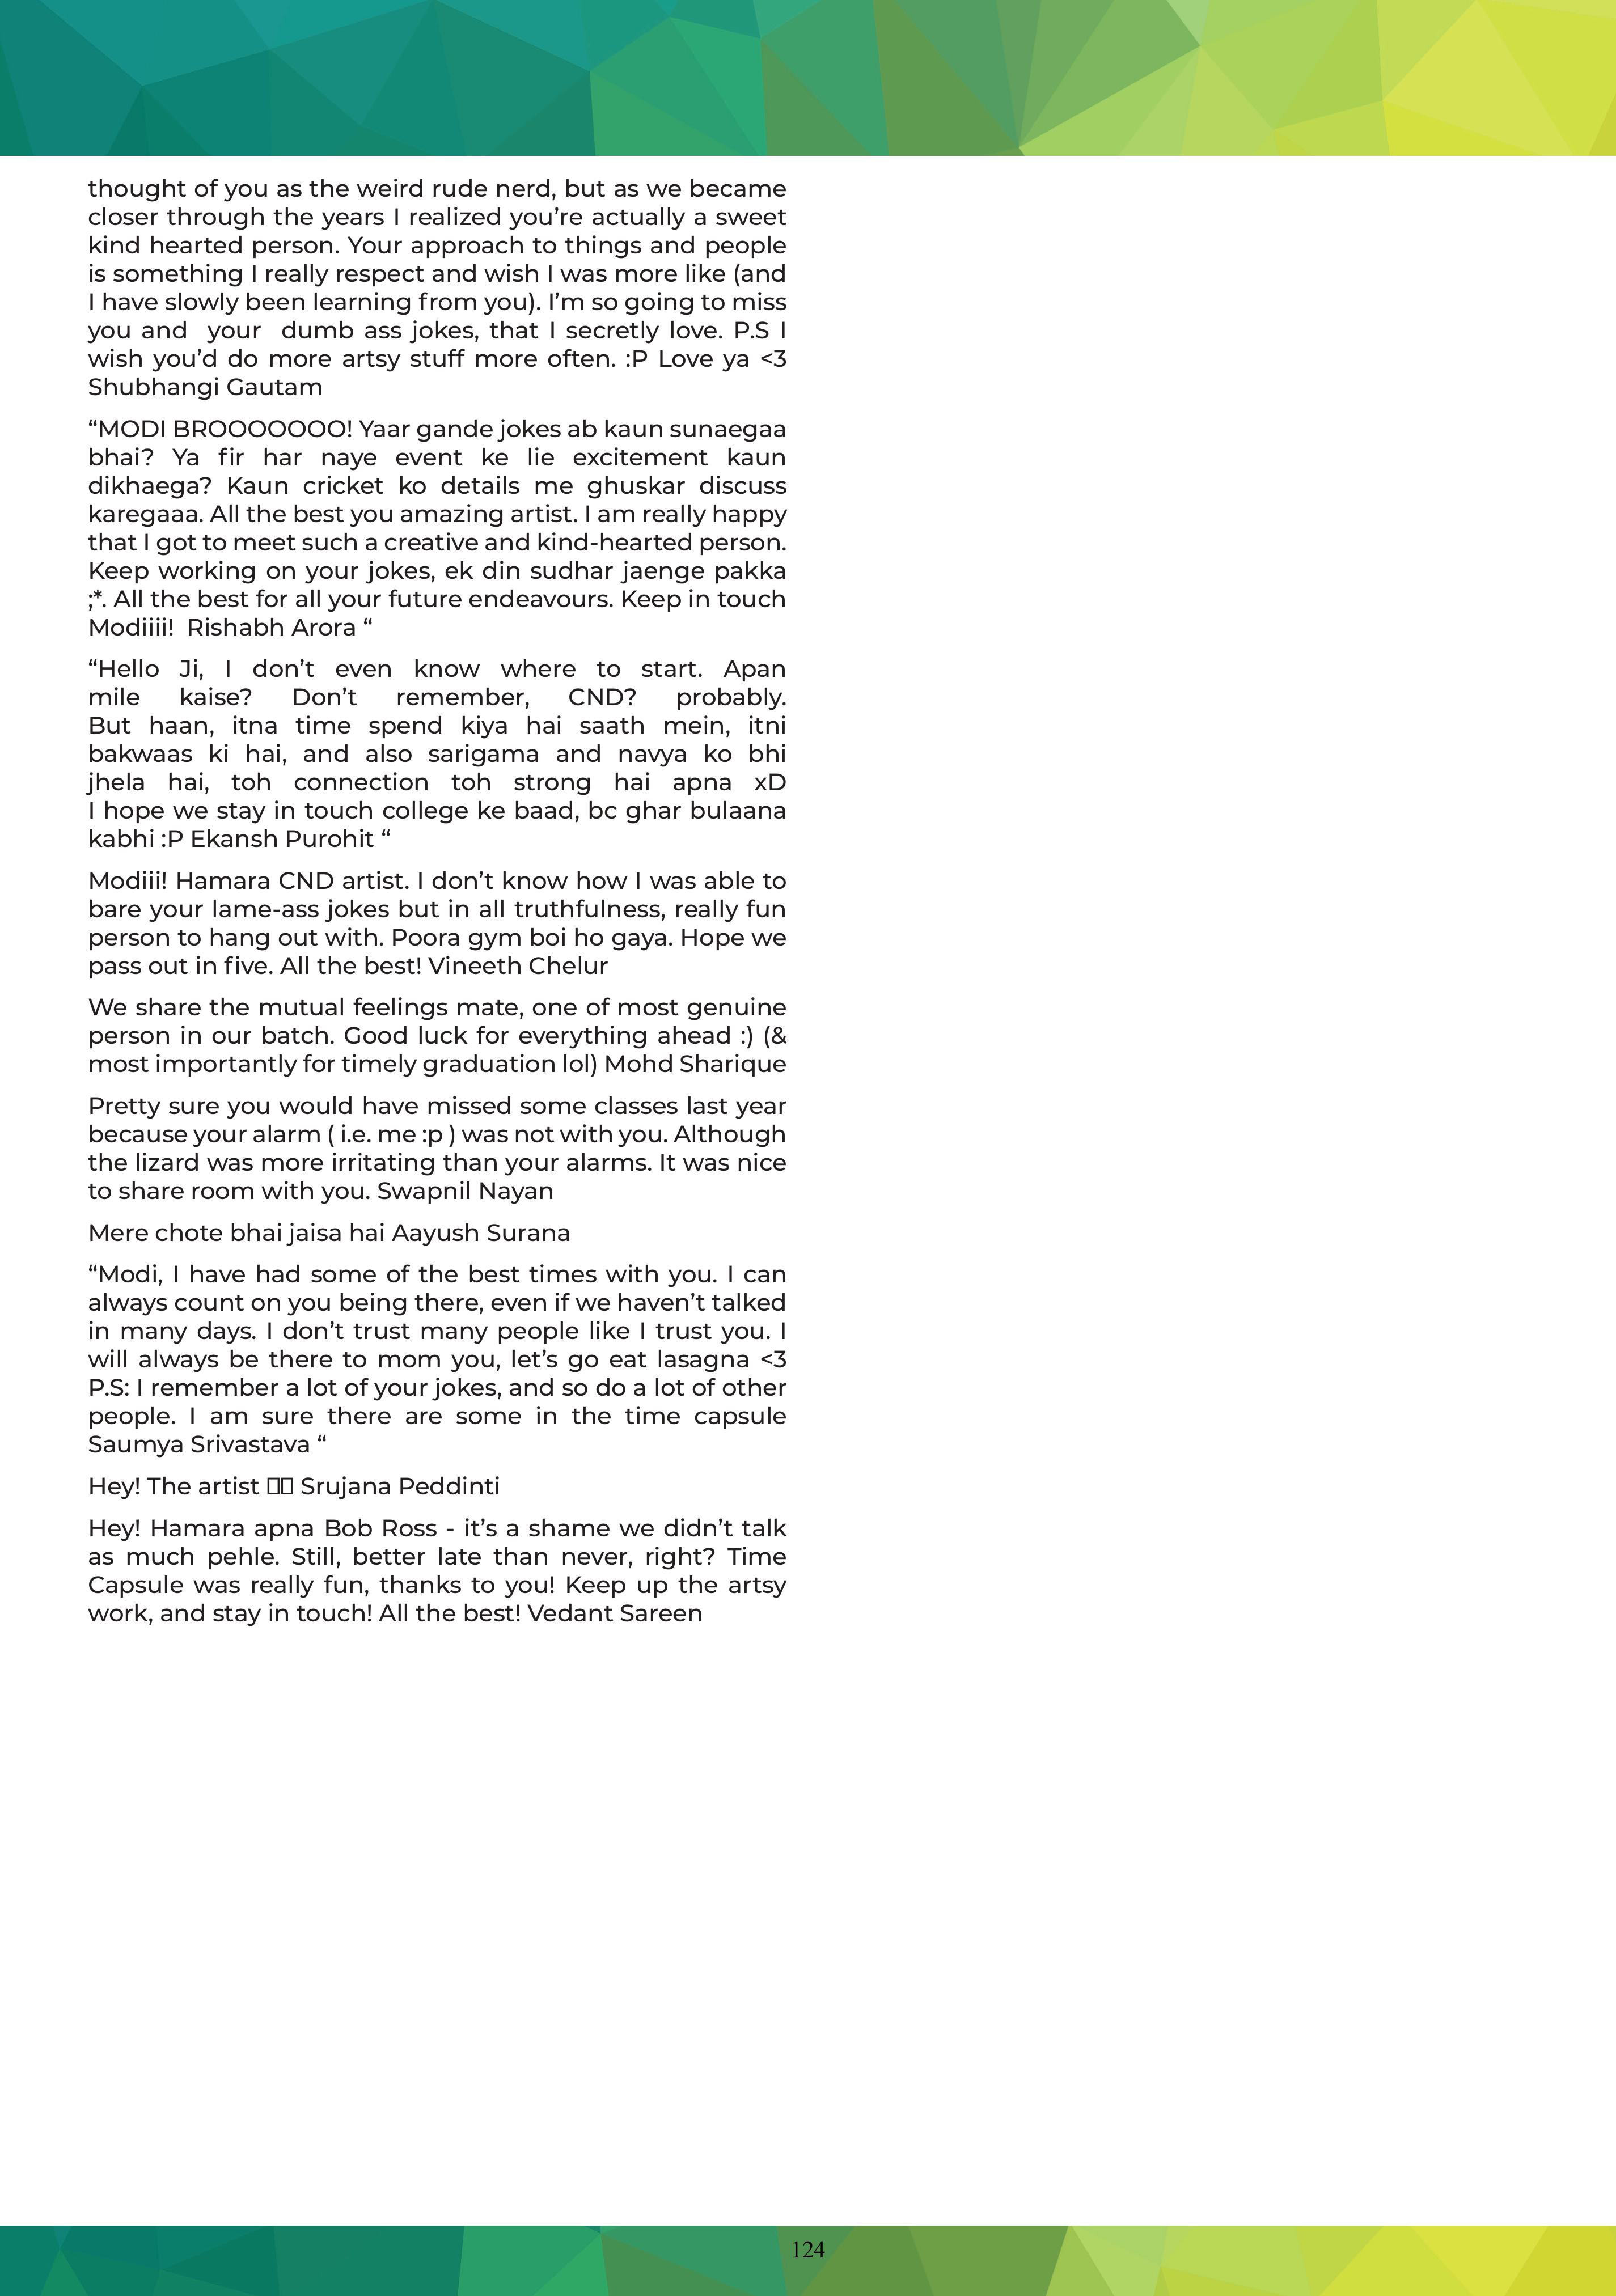 thought of you as the weird rude nerd, but as we became
closer through the years I realized you’re actually a sweet
kind hearted person. Your approach to things and people
is something I really respect and wish I was more like (and
I have slowly been learning from you). I’m so going to miss
you and  your  dumb ass jokes, that I secretly love. P.S I
wish you’d do more artsy stuff more often. :P Love ya <3
Shubhangi Gautam
“MODI BROOOOOOO! Yaar gande jokes ab kaun sunaegaa
bhai? Ya fir har naye event ke lie excitement kaun
dikhaega? Kaun cricket ko details me ghuskar discuss
karegaaa. All the best you amazing artist. I am really happy
that I got to meet such a creative and kind-hearted person.
Keep working on your jokes, ek din sudhar jaenge pakka
;*. All the best for all your future endeavours. Keep in touch
Modiiii!  Rishabh Arora “
“Hello Ji, I don’t even know where to start. Apan
mile kaise? Don’t remember, CND? probably.
But haan, itna time spend kiya hai saath mein, itni
bakwaas ki hai, and also sarigama and navya ko bhi
jhela hai, toh connection toh strong hai apna xD
I hope we stay in touch college ke baad, bc ghar bulaana
kabhi :P Ekansh Purohit “
Modiii! Hamara CND artist. I don’t know how I was able to
bare your lame-ass jokes but in all truthfulness, really fun
person to hang out with. Poora gym boi ho gaya. Hope we
pass out in five. All the best! Vineeth Chelur
We share the mutual feelings mate, one of most genuine
person in our batch. Good luck for everything ahead :) (&
most importantly for timely graduation lol) Mohd Sharique
Pretty sure you would have missed some classes last year
because your alarm ( i.e. me :p ) was not with you. Although
the lizard was more irritating than your alarms. It was nice
to share room with you. Swapnil Nayan
Mere chote bhai jaisa hai Aayush Surana
“Modi, I have had some of the best times with you. I can
always count on you being there, even if we haven’t talked
in many days. I don’t trust many people like I trust you. I
will always be there to mom you, let’s go eat lasagna <3
P.S: I remember a lot of your jokes, and so do a lot of other
people. I am sure there are some in the time capsule
Saumya Srivastava “
Hey! The artist Srujana Peddinti
Hey! Hamara apna Bob Ross - it’s a shame we didn’t talk
as much pehle. Still, better late than never, right? Time
Capsule was really fun, thanks to you! Keep up the artsy
work, and stay in touch! All the best! Vedant Sareen
124